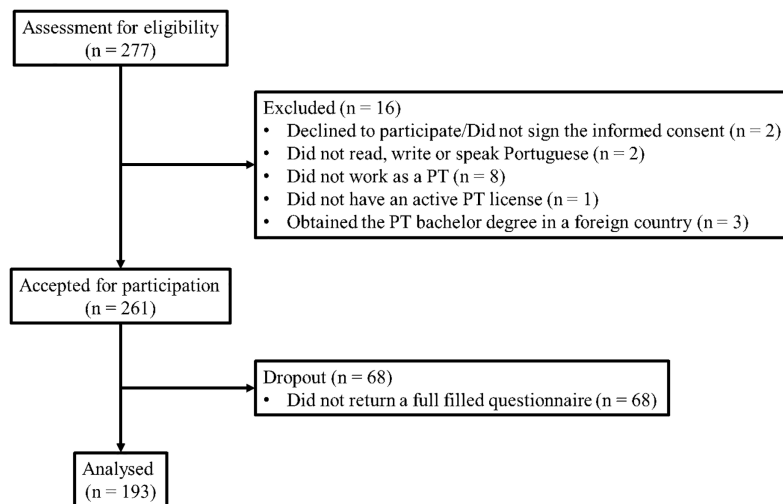 Assessment for eligibility
(n = 277)
Excluded (n = 16)
• Declined to participate/Did not sign the informed consent (n = 2)
• Did not read, write or speak Portuguese (n = 2)
• Did not work as a PT (n = 8)
• Did not have an active PT license (n = 1)
• Obtained the PT bachelor degree in a foreign country (n = 3)
Accepted for participation
(n = 261)
Dropout (n = 68)
• Did not return a full filled questionnaire (n = 68)
Analysed
(n = 193)